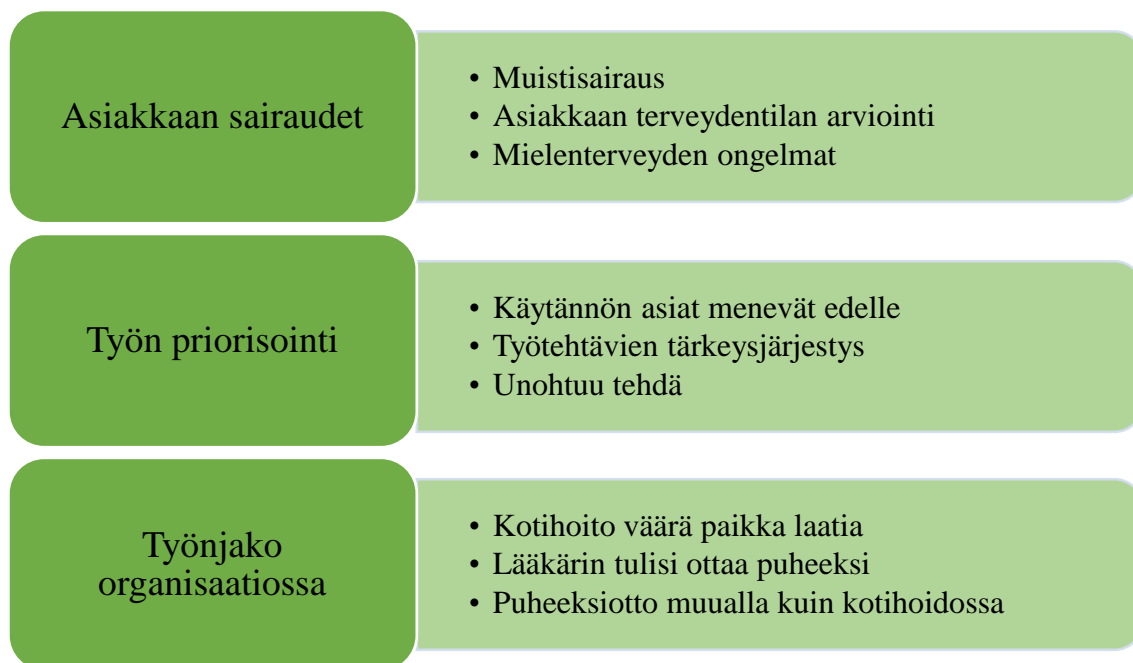 Asiakkaan sairaudet
• Muistisairaus
• Asiakkaan terveydentilan arviointi
• Mielenterveyden ongelmat
Työn priorisointi
• Käytännön asiat menevät edelle
• Työtehtävien tärkeysjärjestys
• Unohtuu tehdä
Työnjako
organisaatiossa
• Kotihoito väärä paikka laatia
• Lääkärin tulisi ottaa puheeksi
• Puheeksiotto muualla kuin kotihoidossa